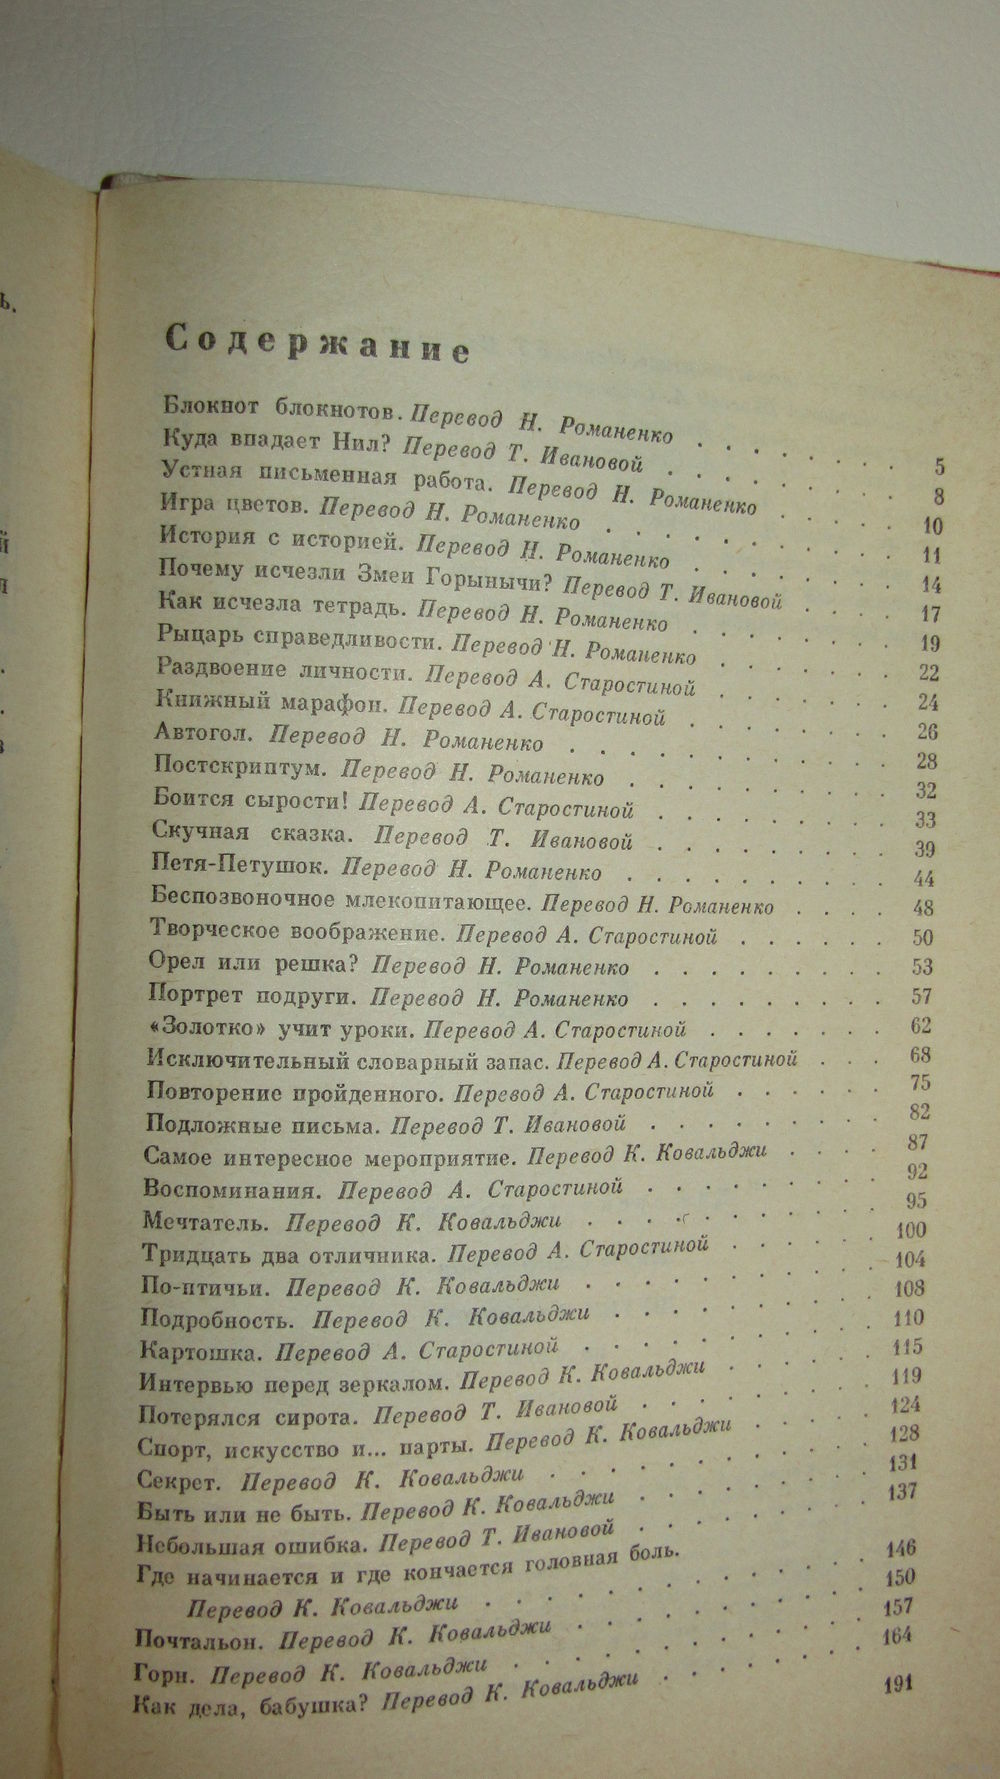 ь.
й
Содержание
Блокнот блокнотов. Перевод Н. Романенко . . . . . . . . 5
Куда впадает Нил? Перевод Т. Ивановой . . . . . . . . 8
Устная письменная работа. Перевод Н. Романенко . . . . . 10
Игра цветов. Перевод Н. Романенко . . . . . . . . . . 11
История с историей. Перевод Н. Романенко . . . . . . . . 14
Почему исчезли Змеи Горынычи? Перевод Т. Ивановой . . . . 17
Как исчезла тетрадь. Перевод Н. Романенко . . . . . . . . 19
Рыцарь справедливости. Перевод Н. Романенко . . . . . . . 22
Раздвоение личности. Перевод А. Старостиной . . . . . . . 24
Книжный марафон. Перевод А. Старостиной . . . . . . . . 26
Автогол. Перевод Н. Романенко . . . . . . . . . . . . 28
Постскриптум. Перевод Н. Романенко . . . . . . . . . . 32
Боится сырости! Перевод А. Старостиной . . . . . . . . . 33
Скучная сказка. Перевод Т. Ивановой . . . . . . . . . 39
Петя-Петушок. Перевод Н. Романенко . . . . . . . . . . 44
Беспозвоночное млекопитающее. Перевод Н. Романенко . . . . 48
Творческое воображение. Перевод А. Старостиной . . . . . . 50
Орел или решка? Перевод Н. Романенко . . . . . . . . . 53
Портрет подруги. Перевод Н. Романенко . . . . . . . . . 57
«Золотко» учит уроки. Перевод А. Старостиной . . . . . . . 62
Исключительный словарный запас. Перевод А. Старостиной . . . 68
Повторение пройденного. Перевод А. Старостиной . . . . . . 75
Подложные письма. Перевод Т. Ивановой . . . . . . . . . 82
Самое интересное мероприятие. Перевод К. Ковальджи . . . . 87
Воспоминания. Перевод А. Старостиной . . . . . . . . . 92
Мечтатель. Перевод К. Ковальджи . . . . . . . . . . . 95
Тридцать два отличника. Перевод А. Старостиной . . . . . . 100
По-птичьи. Перевод К. Ковальджи . . . . . . . . . . . 104
Подробность. Перевод К. Ковальджи . . . . . . . . . . 108
Картошка. Перевод А. Старостиной . . . . . . . . . . . 110
Интервью перед зеркалом. Перевод К. Ковальджи . . . . . . 115
Потерялся сирота. Перевод Т. Ивановой . . . . . . . . . 119
Спорт, искусство и... парты. Перевод К. Ковальджи . . . . . 124
Секрет. Перевод К. Ковальджи . . . . . . . . . . . . 128
Быть или не быть. Перевод К. Ковальджи . . . . . . . . . 131
Небольшая ошибка. Перевод Т. Ивановой . . . . . . . . . 137
Где начинается и где кончается головная боль.
Перевод К. Ковальджи . . . . . . . . . . . . . . 146
Почтальон. Перевод К. Ковальджи . . . . . . . . . . . 150
Горн. Перевод К. Ковальджи . . . . . . . . . . . . . 157
Как дела, бабушка? Перевод К. Ковальджи . . . . . . . . 164
191